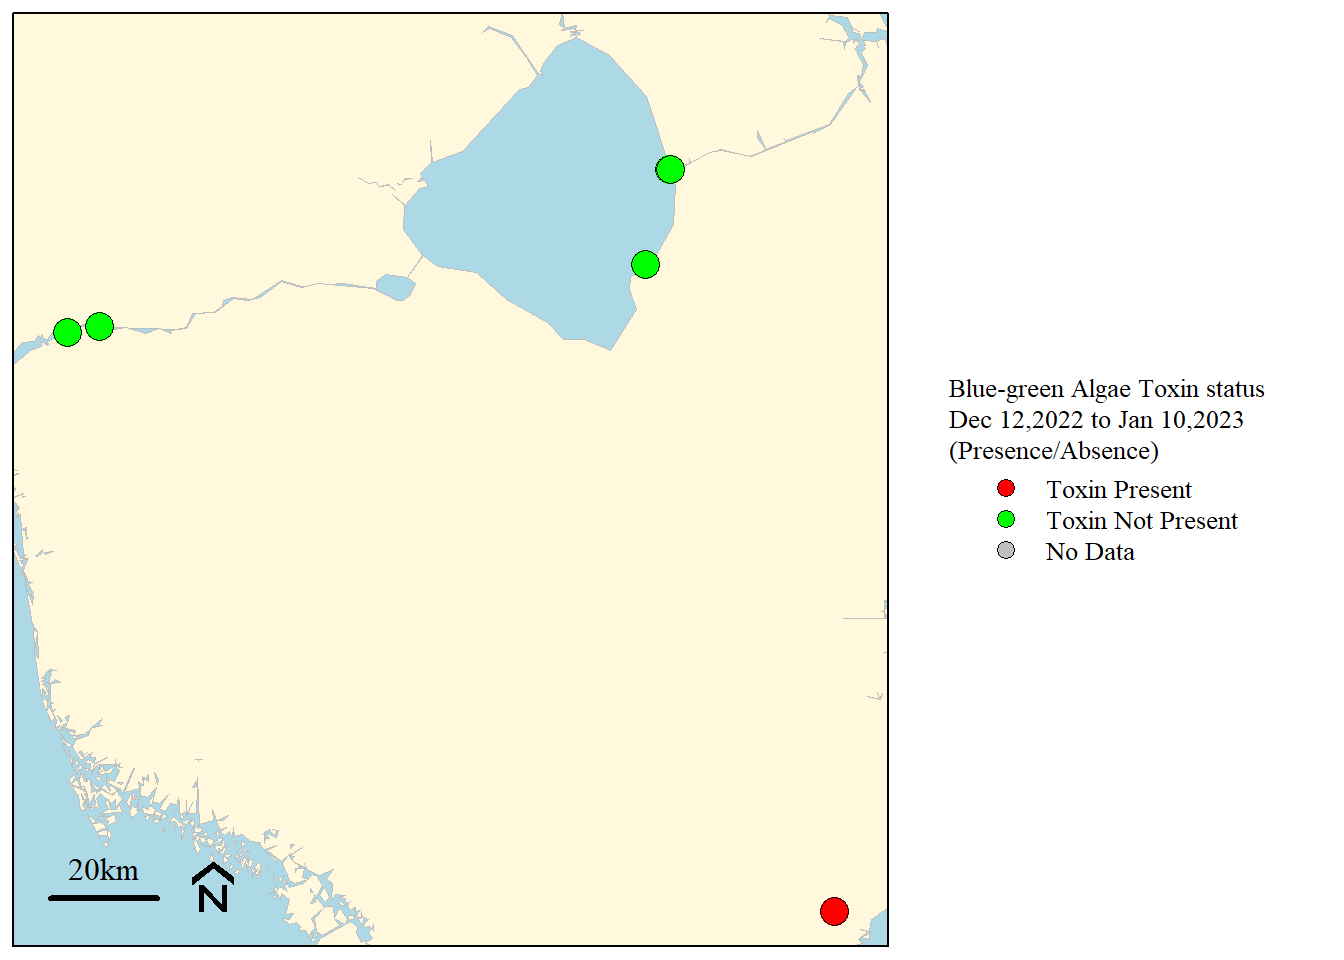 Blue-green Algae Toxin status
Dec 12,2022 to Jan 10,2023
(Presence/Absence)
Toxin Present
Toxin Not Present
No Data
20km
N